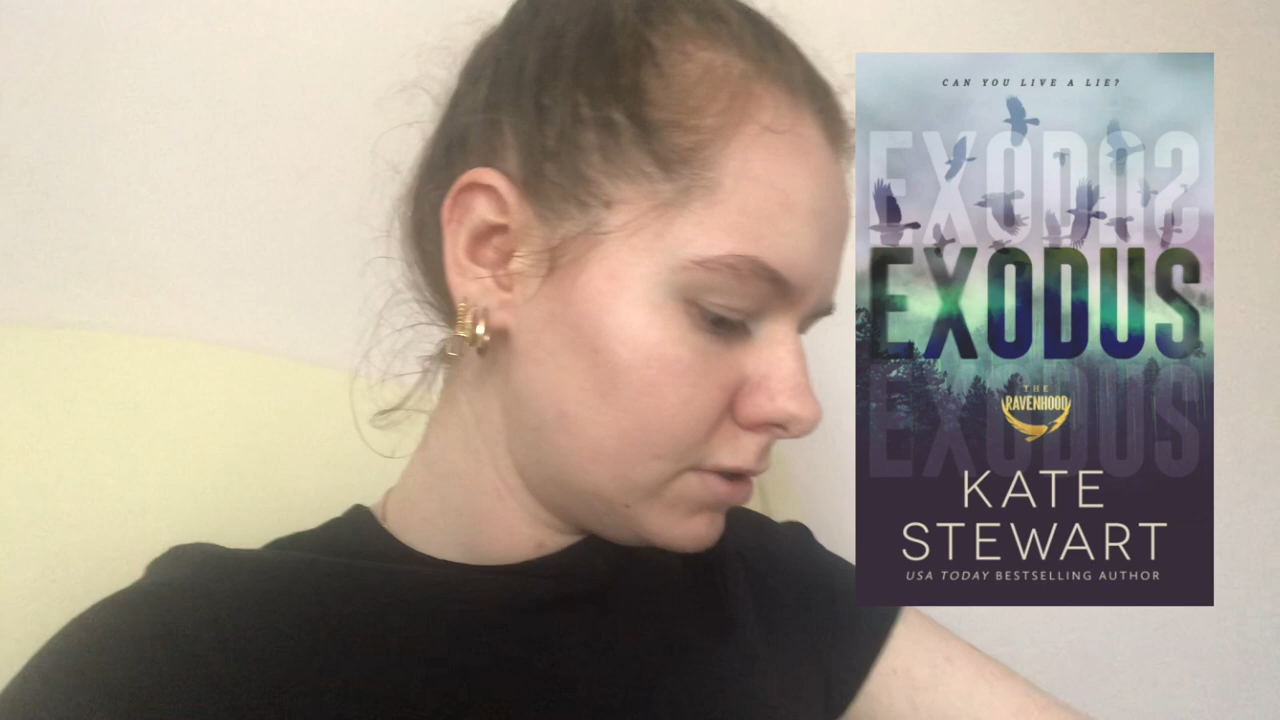 CAN YOU LIVE A LIE?
EXODUS
EXODUS
EXODUS
THE
RAVENHOOD
KATE
STEWART
USA TODAY BESTSELLING AUTHOR